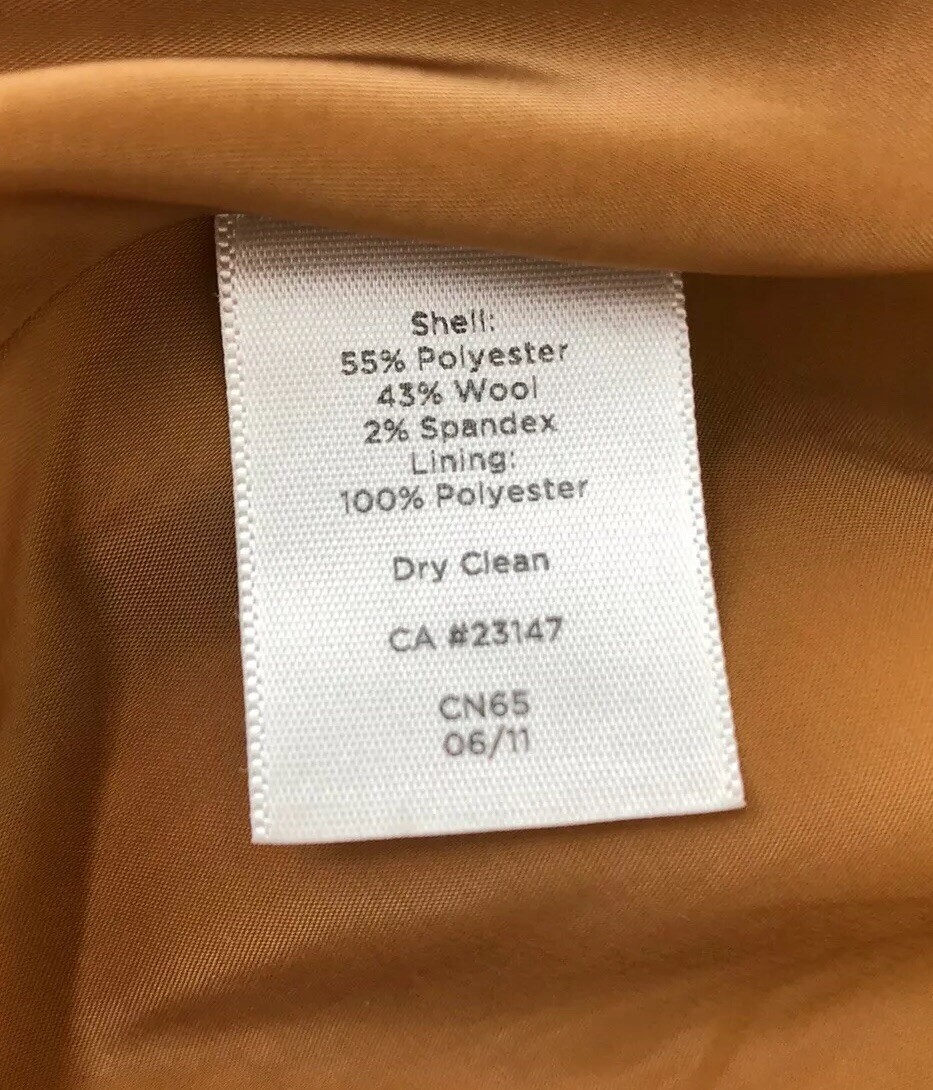 Shell:
55% Polyester
43% Wool
2% Spandex
Lining:
100% Polyester
Dry Clean
CA #23147
CN65
06/11